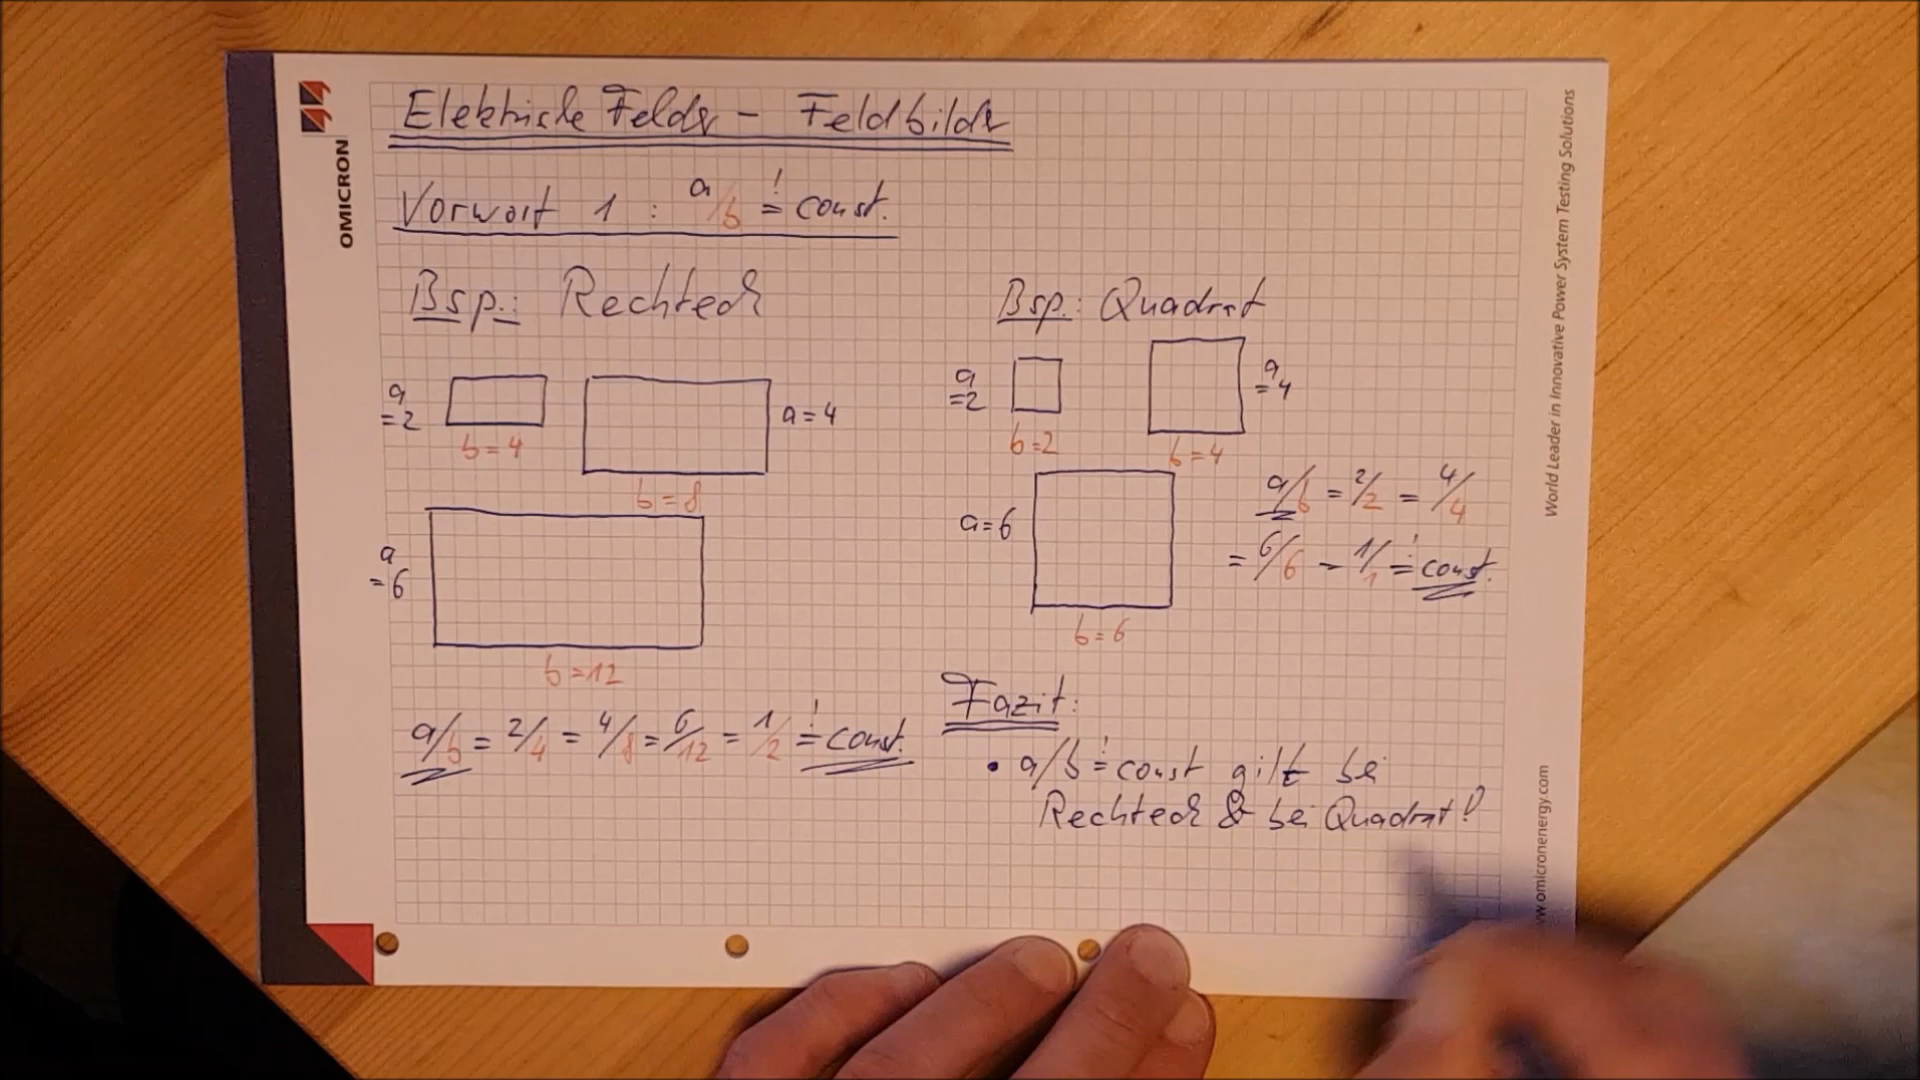 Elektrische Felder - Feldbilder
Vorwort 1 : a/b =! const.
Bsp.: Rechteck
a = 2
b = 4
a = 4
b = 8
a = 6
b = 12
a/b = 2/4 = 4/8 = 6/12 = 1/2 =! const.
Bsp.: Quadrat
a = 2
b = 2
a = 4
b = 4
a = 6
b = 6
a/b = 2/2 = 4/4
= 6/6 = 1/1 =! const.
Fazit:
• a/b =! const gilt bei
Rechteck & bei Quadrat!
OMICRON
World Leader in Innovative Power System Testing Solutions
w.omicronenergy.com